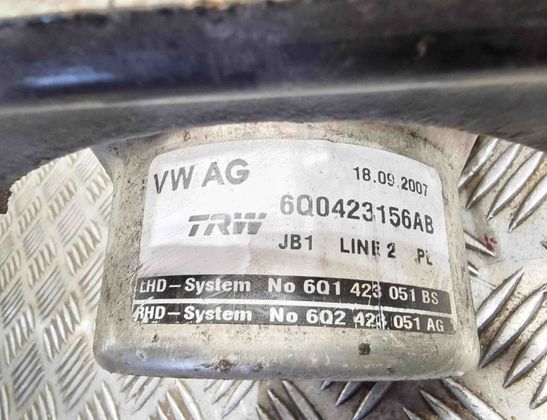 VW AG 18.09.2007
6Q0423156AB
TRW
JB1 LINE 2 PL
LHD-System No 6Q1 423 051 BS
RHD-System No 6Q2 423 051 AG